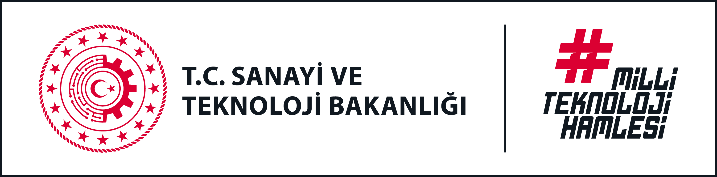 T.C. SANAYİ VE
TEKNOLOJİ BAKANLIĞI
#
MİLLİ
TEKNOLOJİ
HAMLESİ